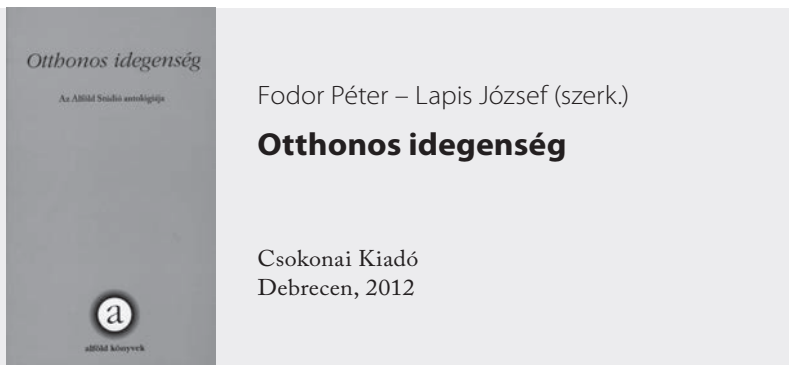 Otthonos idegenség
Az Alföld Stúdió antológiája
a
alföld könyvek
Fodor Péter – Lapis József (szerk.)
Otthonos idegenség
Csokonai Kiadó
Debrecen, 2012